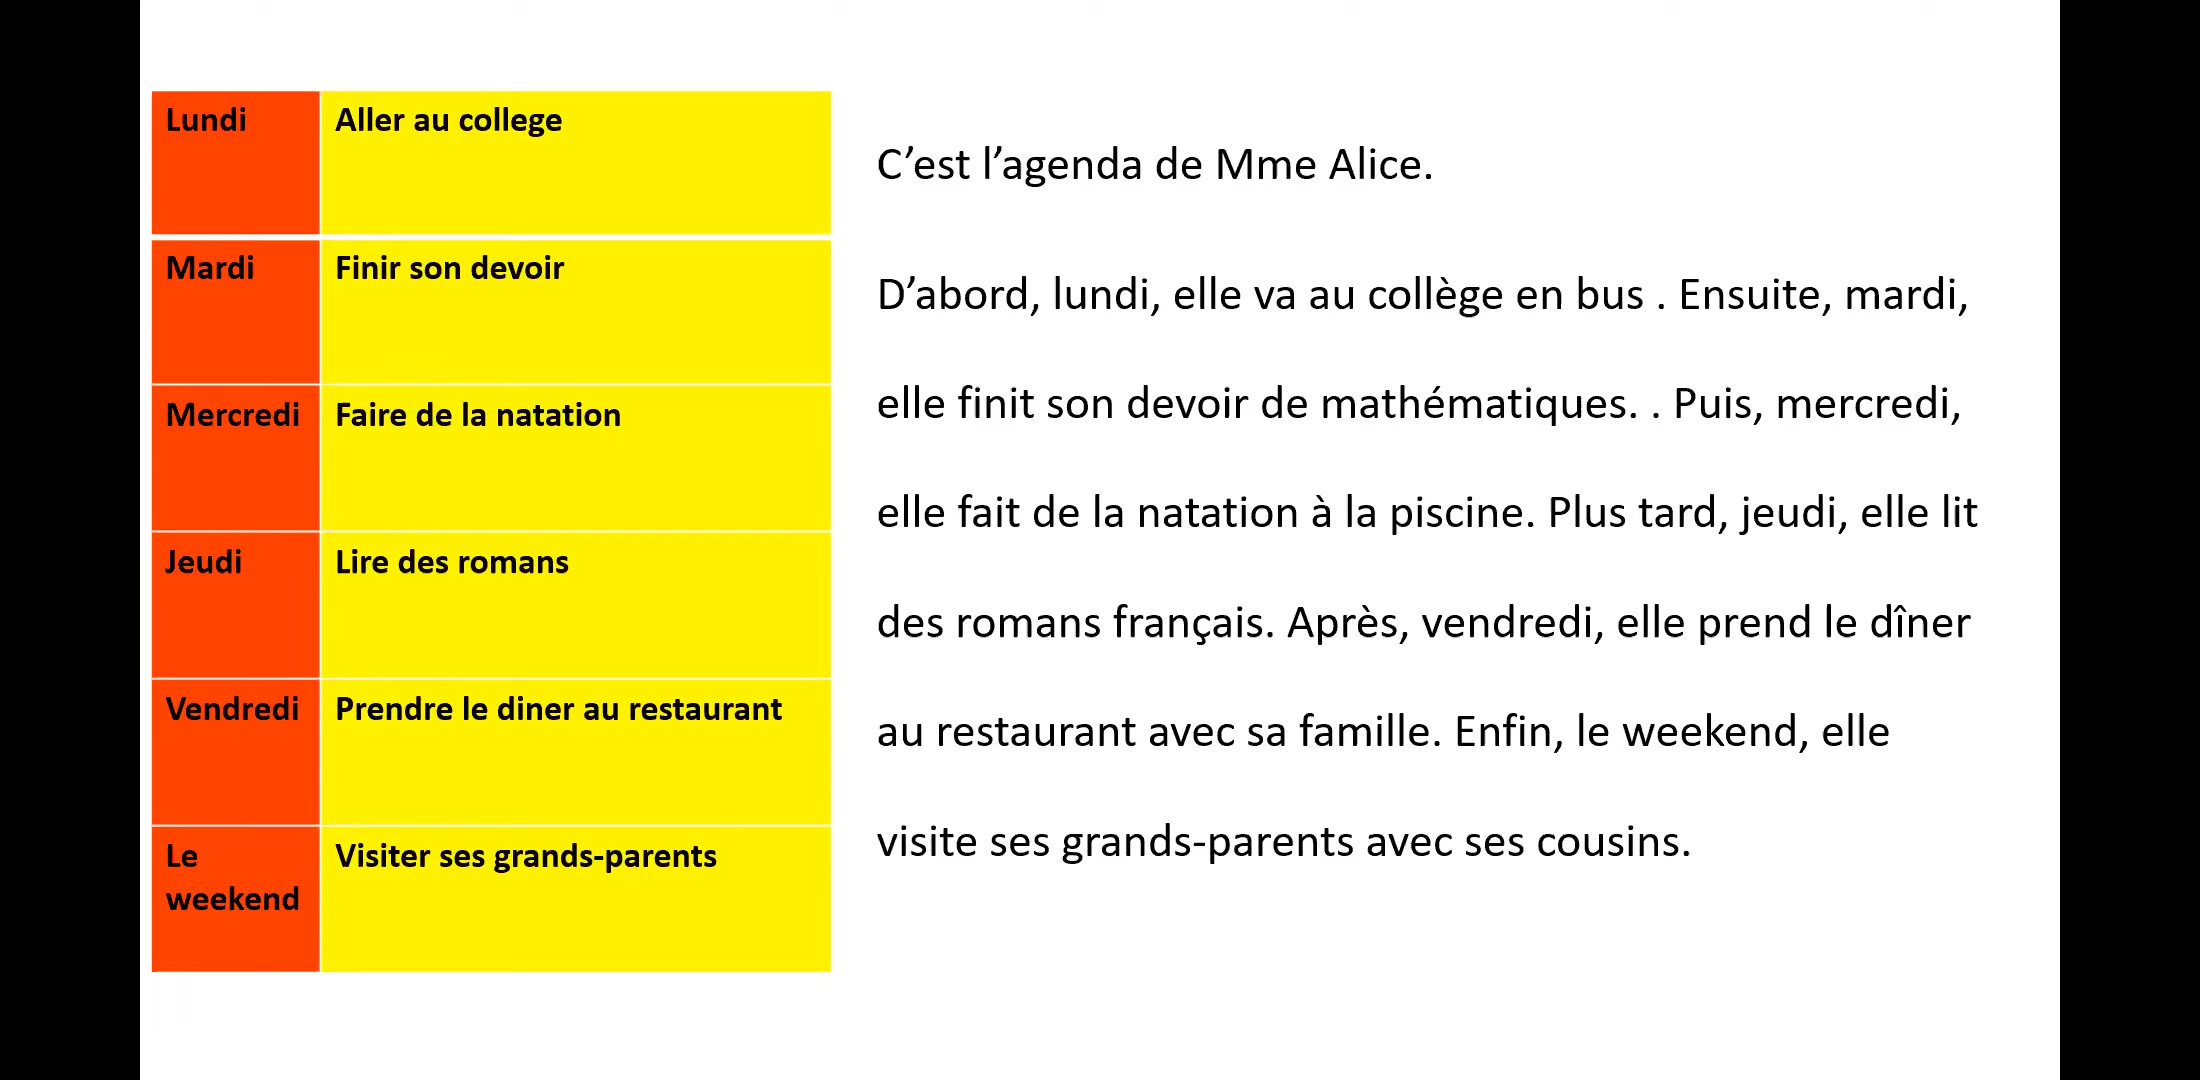 Lundi Aller au college
Mardi Finir son devoir
Mercredi Faire de la natation
Jeudi Lire des romans
Vendredi Prendre le diner au restaurant
Le Visiter ses grands-parents
weekend
C’est l’agenda de Mme Alice.
D’abord, lundi, elle va au collège en bus . Ensuite, mardi,
elle finit son devoir de mathématiques. . Puis, mercredi,
elle fait de la natation à la piscine. Plus tard, jeudi, elle lit
des romans français. Après, vendredi, elle prend le dîner
au restaurant avec sa famille. Enfin, le weekend, elle
visite ses grands-parents avec ses cousins.